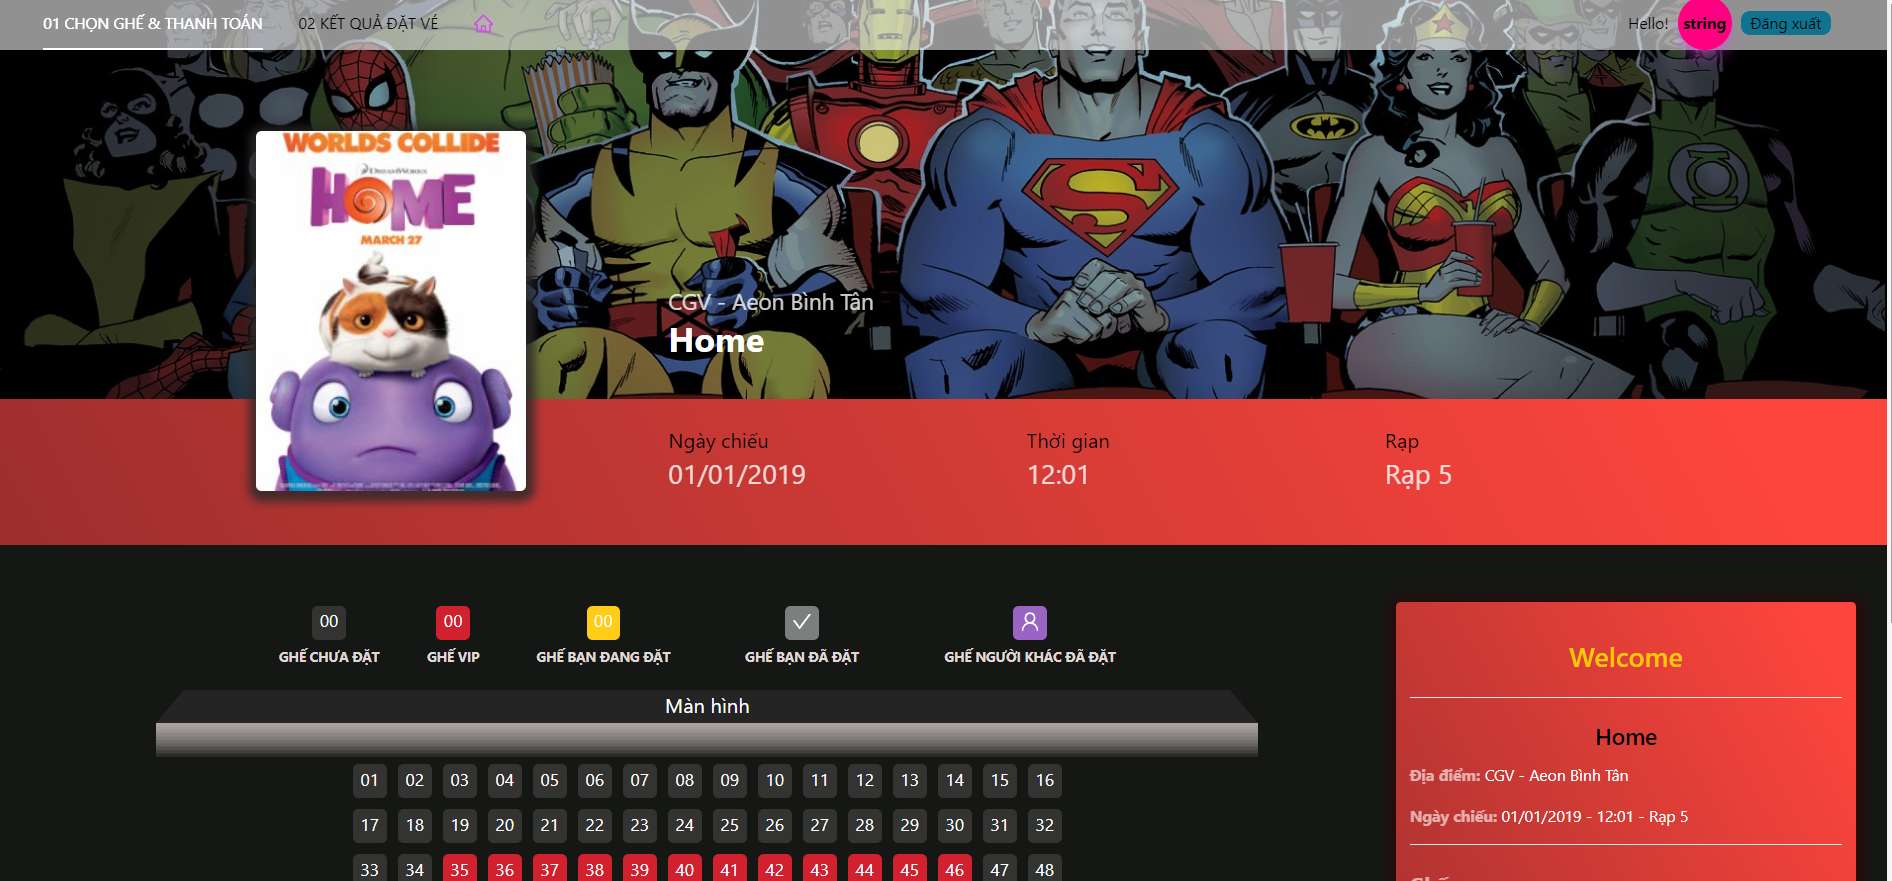 01 CHỌN GHẾ & THANH TOÁN
02 KẾT QUẢ ĐẶT VÉ
Hello! string Đăng xuất
WORLDS COLLIDE
DREAMWORKS
HOME
MARCH 27
CGV - Aeon Bình Tân
Home
Ngày chiếu
01/01/2019
Thời gian
12:01
Rạp
Rạp 5
00
GHẾ CHƯA ĐẶT
00
GHẾ VIP
00
GHẾ BẠN ĐANG ĐẶT
GHẾ BẠN ĐÃ ĐẶT
GHẾ NGƯỜI KHÁC ĐÃ ĐẶT
Màn hình
01 02 03 04 05 06 07 08 09 10 11 12 13 14 15 16
17 18 19 20 21 22 23 24 25 26 27 28 29 30 31 32
33 34 35 36 37 38 39 40 41 42 43 44 45 46 47 48
Welcome
Home
Địa điểm: CGV - Aeon Bình Tân
Ngày chiếu: 01/01/2019 - 12:01 - Rạp 5